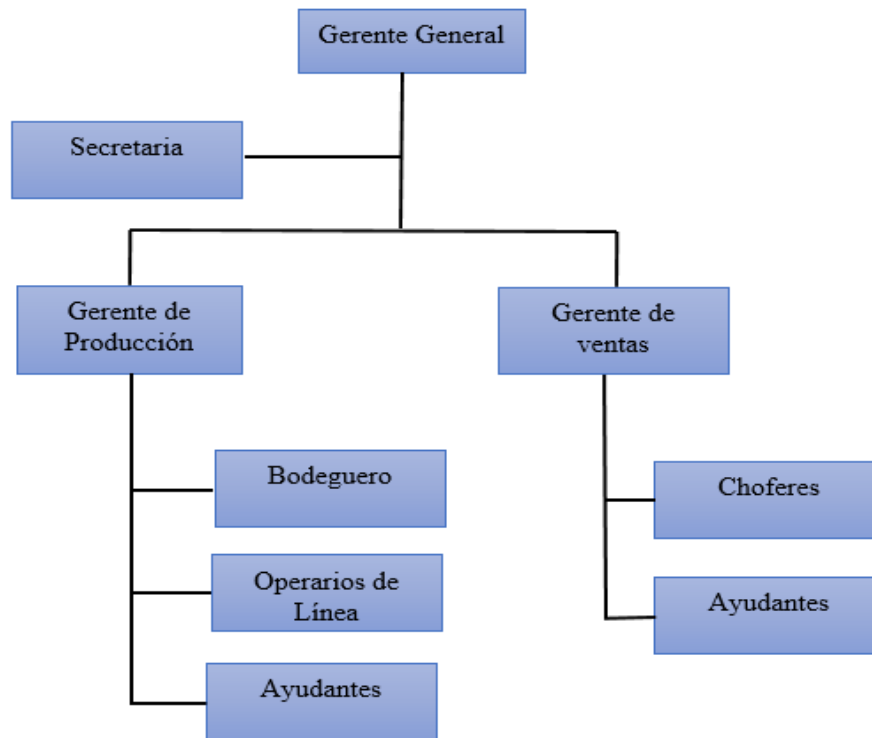 Gerente General
Secretaria
Gerente de
Producción
Gerente de
ventas
Bodeguero
Choferes
Operarios de
Línea
Ayudantes
Ayudantes